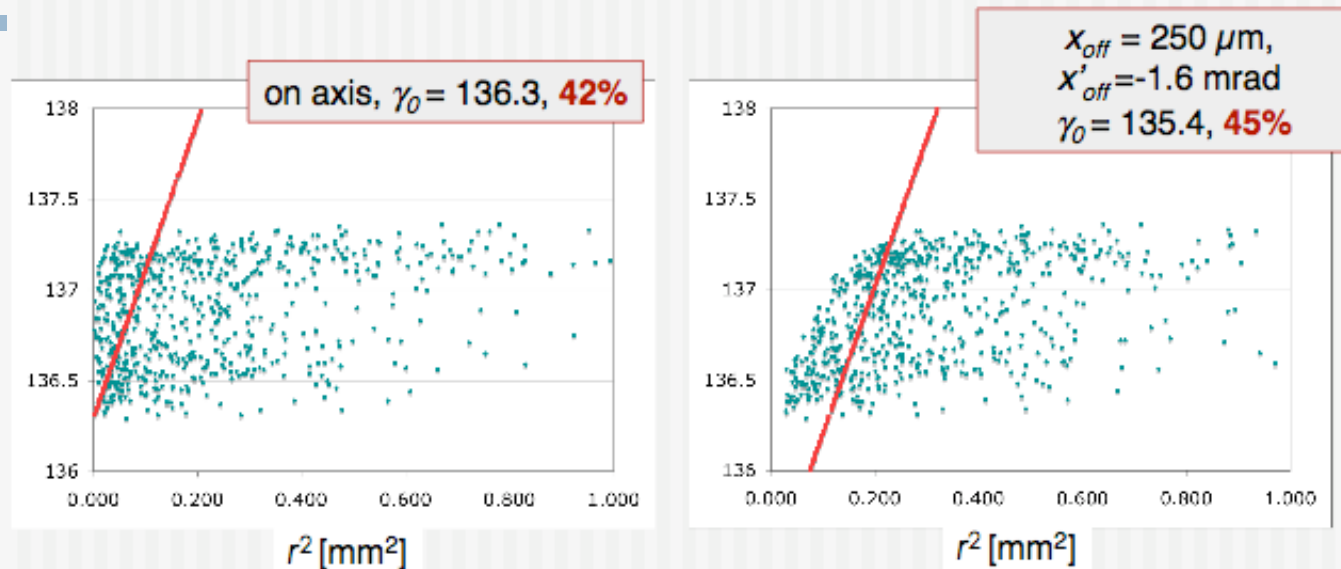 on axis, γ₀ = 136.3, 42%
138
137.5
137
136.5
136
0.000 0.200 0.400 0.600 0.800 1.000
r² [mm²]
x_off = 250 μm,
x'_off =-1.6 mrad
γ₀ = 135.4, 45%
138
137.5
137
136.5
136
0.000 0.200 0.400 0.600 0.800 1.000
r² [mm²]